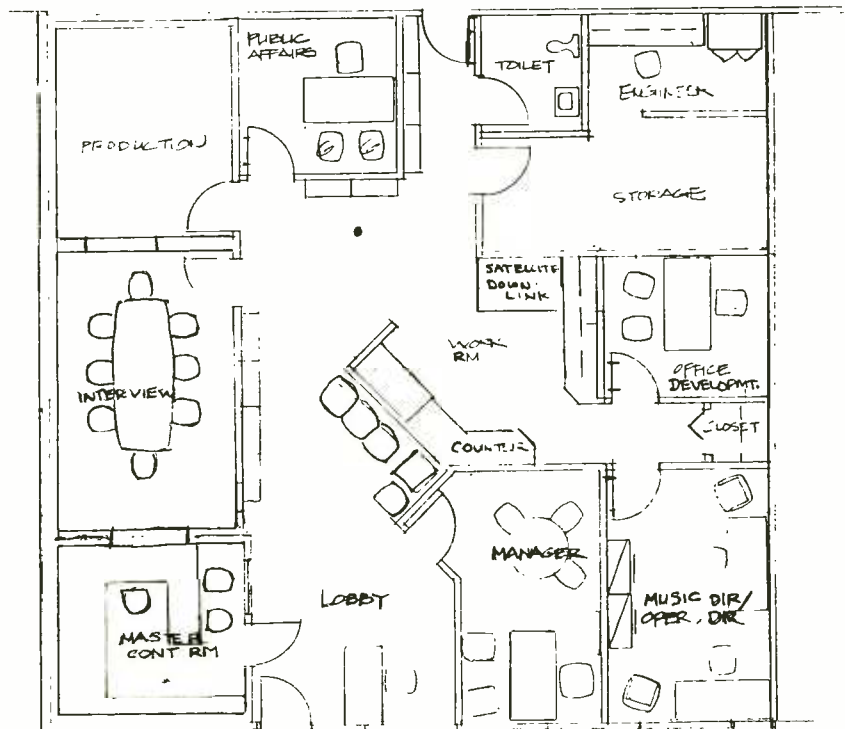 PUBLIC
AFFAIRS
TOILET
ENGINEER
PRODUCTION
STORAGE
SATELLITE
DOWN-
LINK
WORK
RM
OFFICE
DEVELOPMT.
INTERVIEW
CLOSET
COUNTER
MANAGER
LOBBY
MUSIC DIR/
OPER. DIR
MASTER
CONT RM